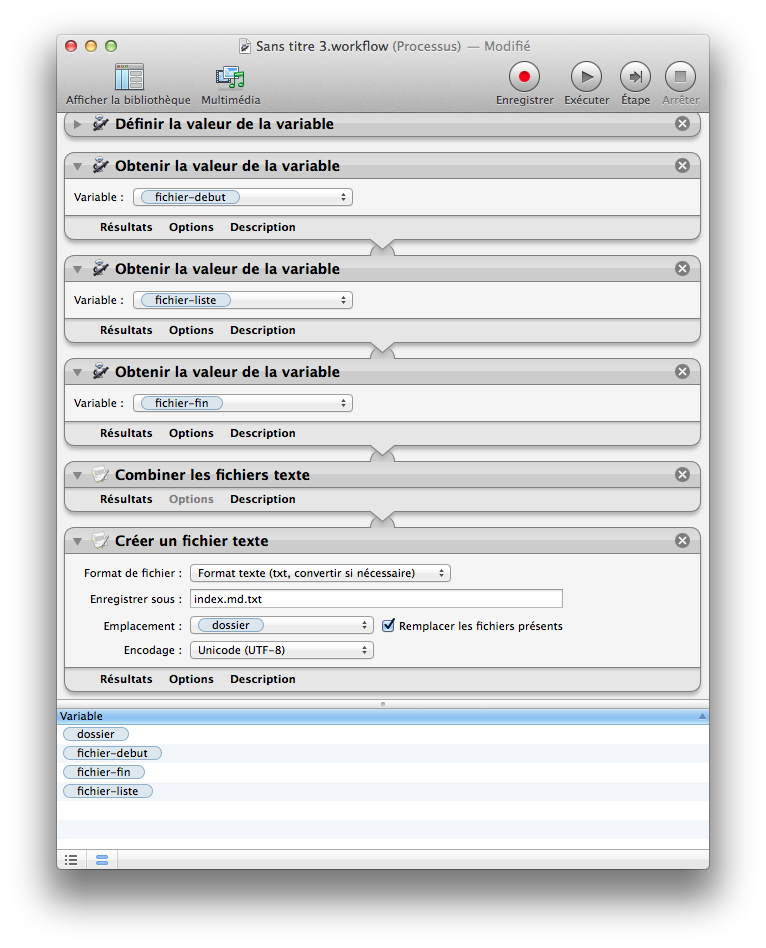 Sans titre 3.workflow (Processus) — Modifié
Afficher la bibliothèque Multimédia Enregistrer Exécuter Étape Arrêter
Définir la valeur de la variable
Obtenir la valeur de la variable
Variable : fichier-debut
Résultats Options Description
Obtenir la valeur de la variable
Variable : fichier-liste
Résultats Options Description
Obtenir la valeur de la variable
Variable : fichier-fin
Résultats Options Description
Combiner les fichiers texte
Résultats Options Description
Créer un fichier texte
Format de fichier : Format texte (txt, convertir si nécessaire)
Enregistrer sous : index.md.txt
Emplacement : dossier Remplacer les fichiers présents
Encodage : Unicode (UTF-8)
Résultats Options Description
Variable
dossier
fichier-debut
fichier-fin
fichier-liste